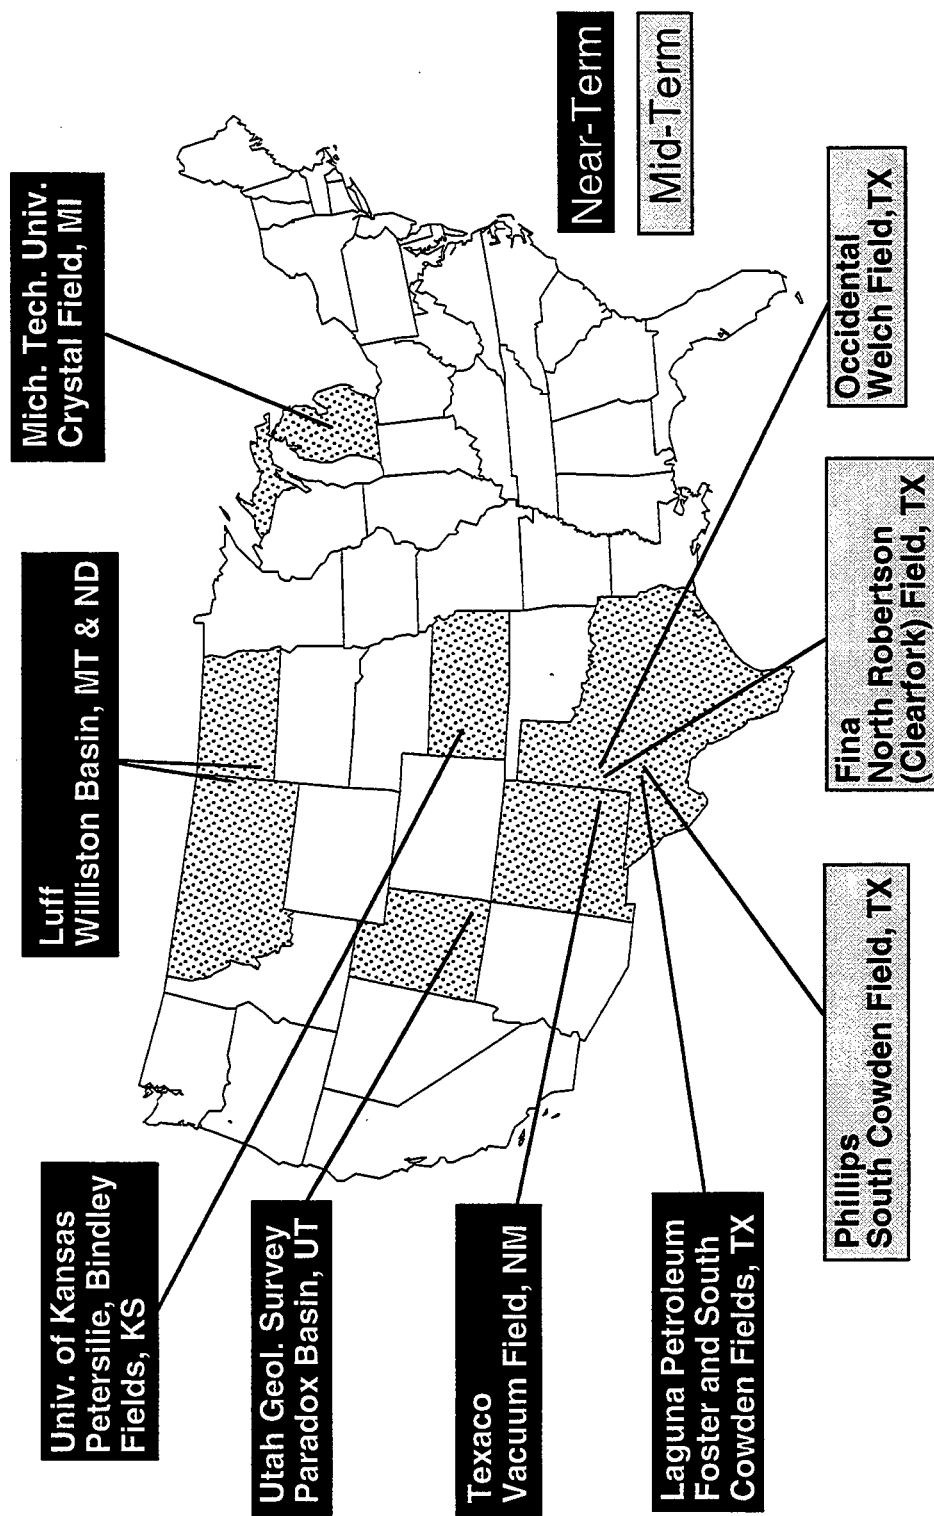 Univ. of Kansas
Petersilie, Bindley
Fields, KS
Luff
Williston Basin, MT & ND
Mich. Tech. Univ.
Crystal Field, MI
Utah Geol. Survey
Paradox Basin, UT
Texaco
Vacuum Field, NM
Laguna Petroleum
Foster and South
Cowden Fields, TX
Near-Term
Mid-Term
Phillips
South Cowden Field, TX
Fina
North Robertson
(Clearfork) Field, TX
Occidental
Welch Field,TX